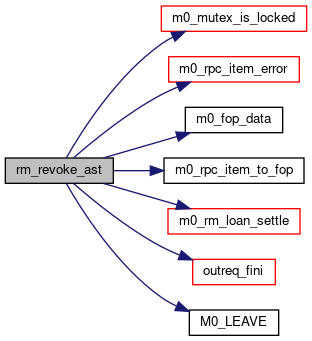 m0_mutex_is_locked
m0_rpc_item_error
m0_fop_data
rm_revoke_ast
m0_rpc_item_to_fop
m0_rm_loan_settle
outreq_fini
M0_LEAVE